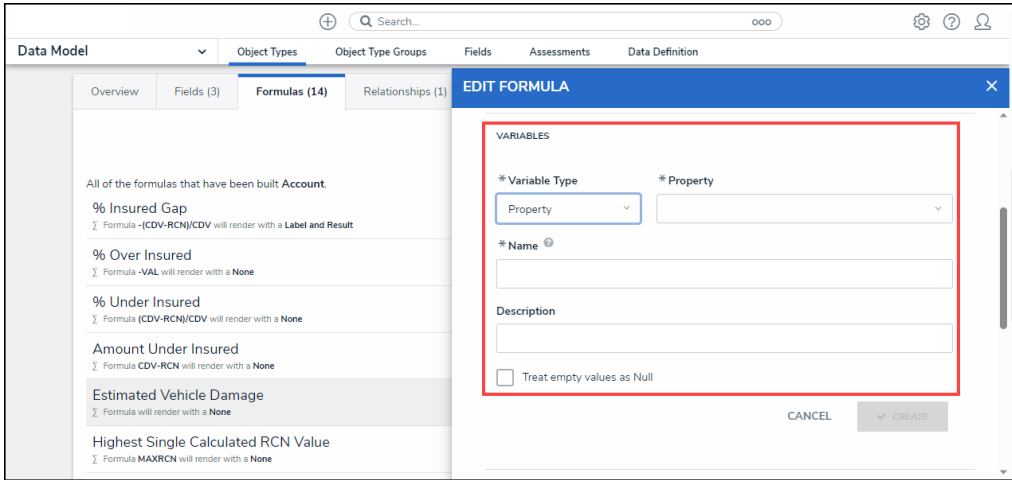 Search...
ooo
Data Model
Object Types
Object Type Groups
Fields
Assessments
Data Definition
Overview
Fields (3)
Formulas (14)
Relationships (1)
All of the formulas that have been built Account.
% Insured Gap
∑ Formula -(CDV-RCN)/CDV will render with a Label and Result
% Over Insured
∑ Formula -VAL will render with a None
% Under Insured
∑ Formula (CDV-RCN)/CDV will render with a None
Amount Under Insured
∑ Formula CDV-RCN will render with a None
Estimated Vehicle Damage
∑ Formula will render with a None
Highest Single Calculated RCN Value
∑ Formula MAXRCN will render with a None
EDIT FORMULA
VARIABLES
*Variable Type
*Property
Property
*Name ?
Description
Treat empty values as Null
CANCEL
✔ CREATE